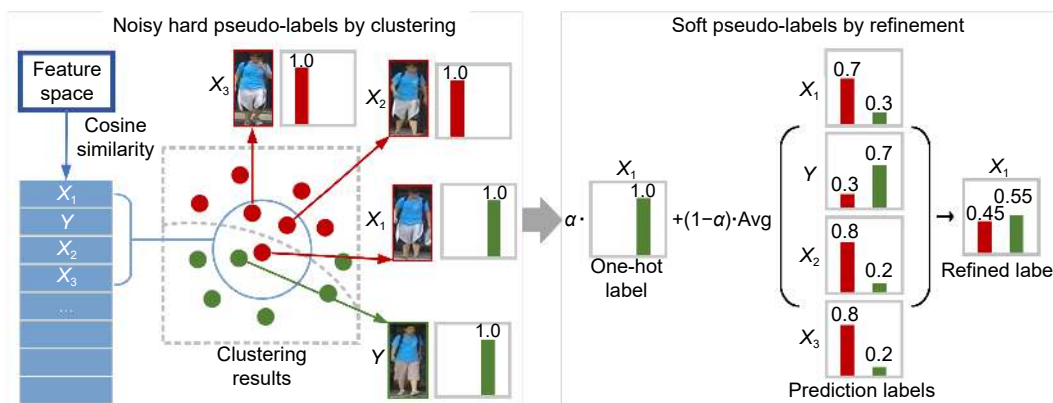 Noisy hard pseudo-labels by clustering
Feature
space
Cosine
similarity
X3
1.0
X2
1.0
X1
Y
X2
X3
...
X1
1.0
Y
1.0
Clustering
results
Soft pseudo-labels by refinement
α·
X1
1.0
One-hot
label
+(1−α)·Avg
X1
0.7
0.3
Y
0.3
0.7
X2
0.8
0.2
X3
0.8
0.2
Prediction labels
X1
0.45
0.55
Refined labe